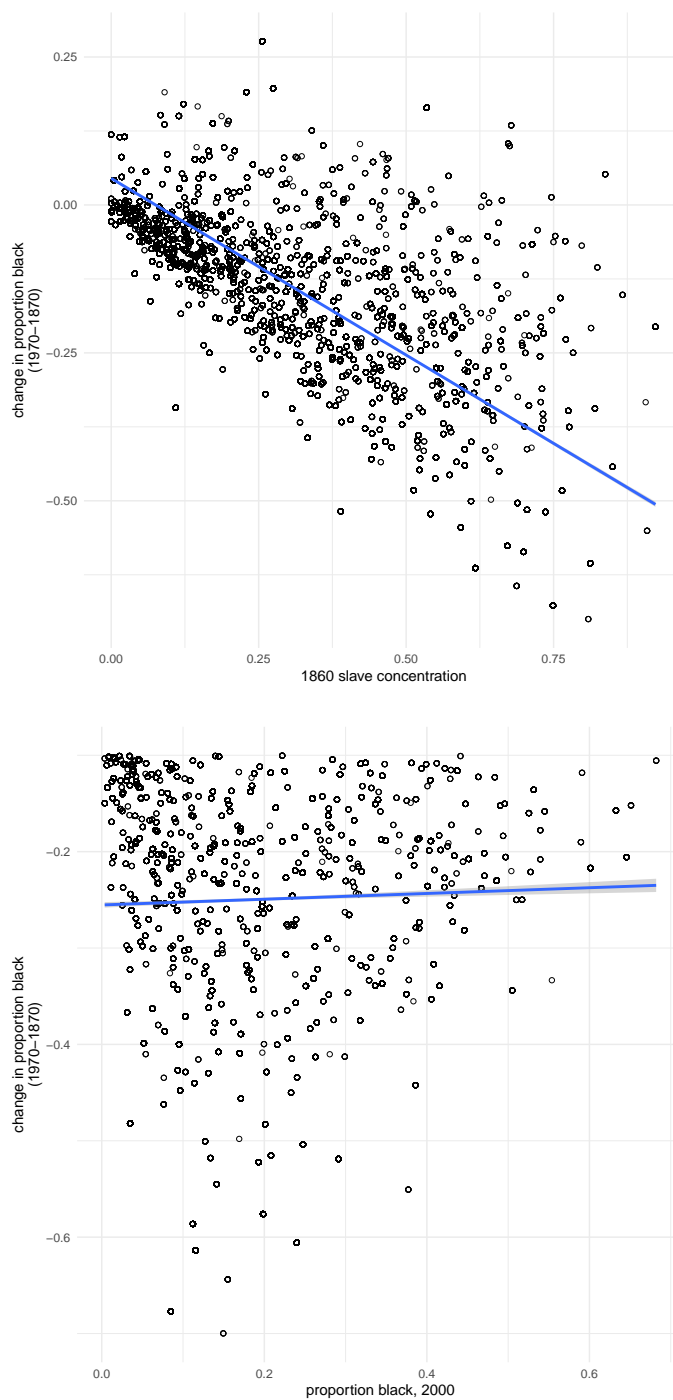 0.25
0.00
−0.25
−0.50
change in proportion black
(1970−1870)
0.00 0.25 0.50 0.75
1860 slave concentration
−0.2
−0.4
−0.6
change in proportion black
(1970−1870)
0.0 0.2 0.4 0.6
proportion black, 2000